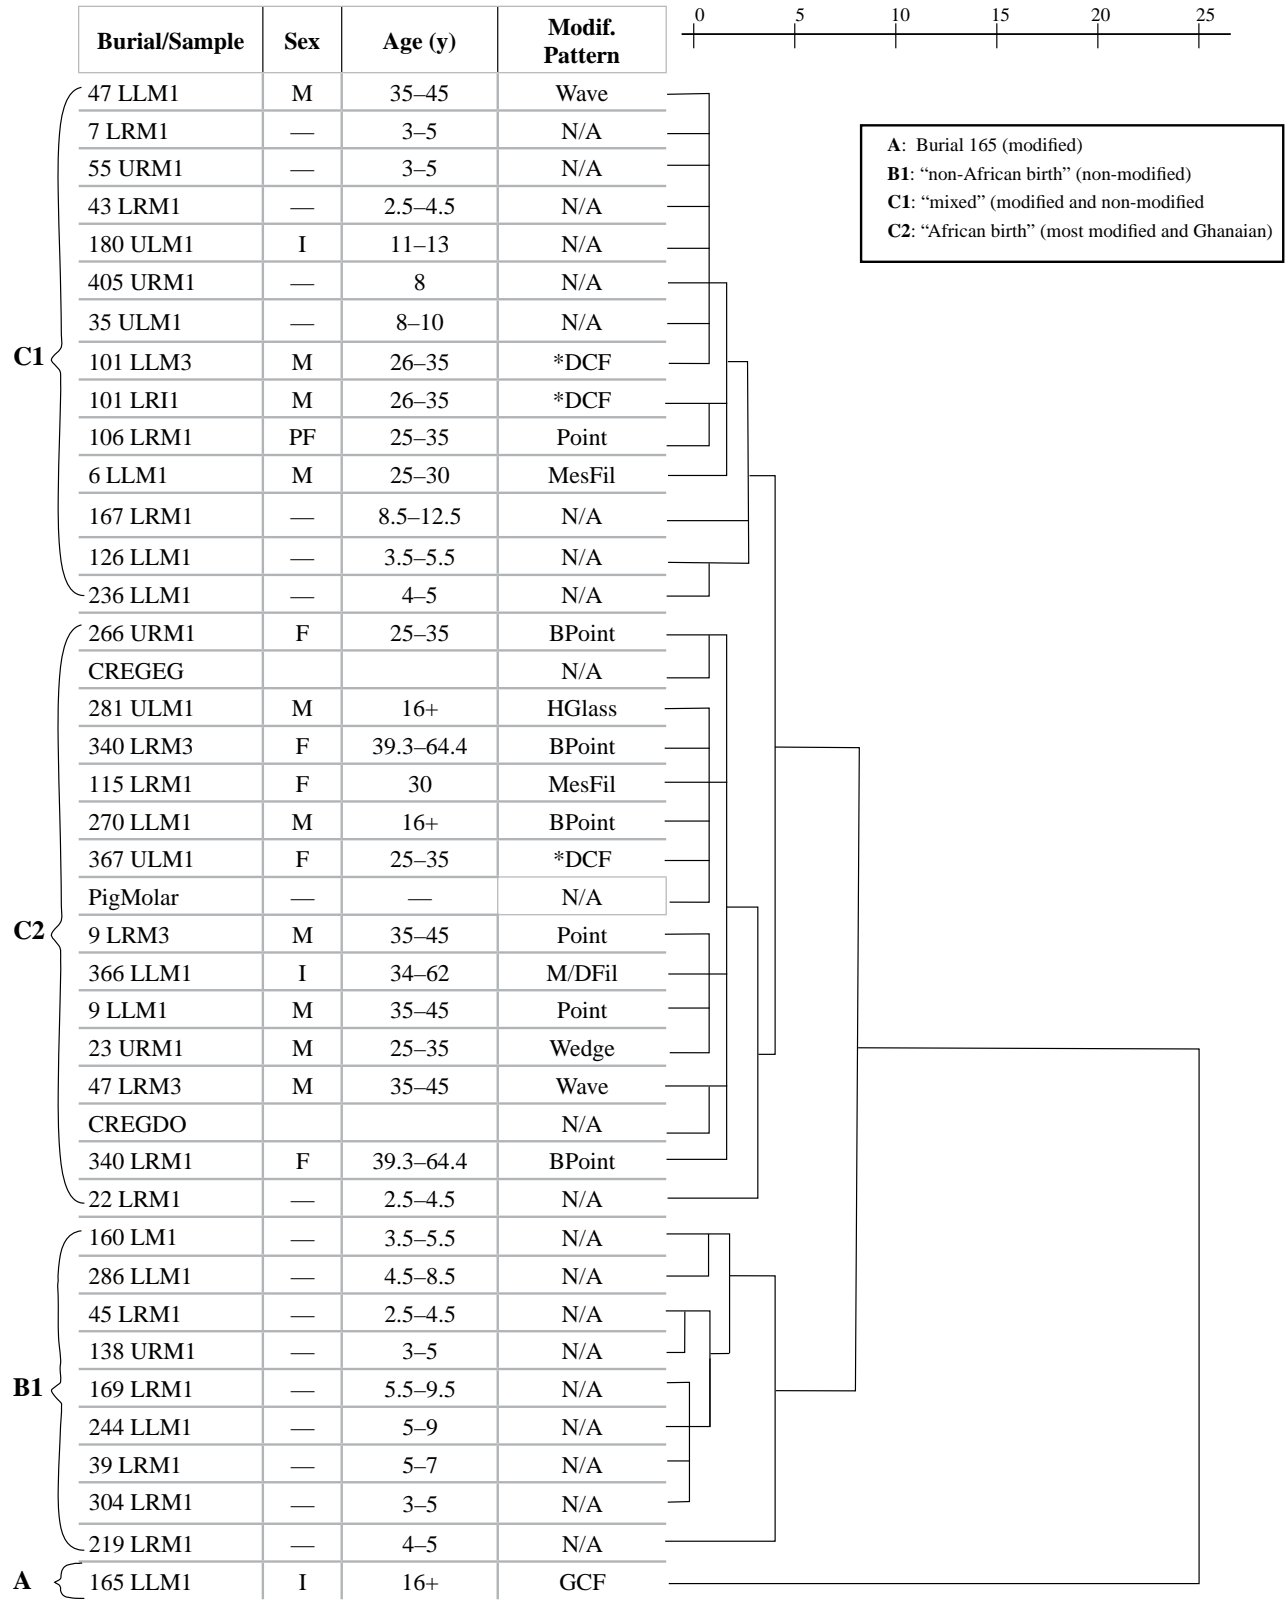 Burial/Sample Sex Age (y) Modif. Pattern
0 5 10 15 20 25
A: Burial 165 (modified)
B1: “non-African birth” (non-modified)
C1: “mixed” (modified and non-modified
C2: “African birth” (most modified and Ghanaian)
C1
47 LLM1 M 35–45 Wave
7 LRM1 — 3–5 N/A
55 URM1 — 3–5 N/A
43 LRM1 — 2.5–4.5 N/A
180 ULM1 I 11–13 N/A
405 URM1 — 8 N/A
35 ULM1 — 8–10 N/A
101 LLM3 M 26–35 *DCF
101 LRI1 M 26–35 *DCF
106 LRM1 PF 25–35 Point
6 LLM1 M 25–30 MesFil
167 LRM1 — 8.5–12.5 N/A
126 LLM1 — 3.5–5.5 N/A
236 LLM1 — 4–5 N/A
C2
266 URM1 F 25–35 BPoint
CREGEG N/A
281 ULM1 M 16+ HGlass
340 LRM3 F 39.3–64.4 BPoint
115 LRM1 F 30 MesFil
270 LLM1 M 16+ BPoint
367 ULM1 F 25–35 *DCF
PigMolar — — N/A
9 LRM3 M 35–45 Point
366 LLM1 I 34–62 M/DFil
9 LLM1 M 35–45 Point
23 URM1 M 25–35 Wedge
47 LRM3 M 35–45 Wave
CREGDO N/A
340 LRM1 F 39.3–64.4 BPoint
22 LRM1 — 2.5–4.5 N/A
B1
160 LM1 — 3.5–5.5 N/A
286 LLM1 — 4.5–8.5 N/A
45 LRM1 — 2.5–4.5 N/A
138 URM1 — 3–5 N/A
169 LRM1 — 5.5–9.5 N/A
244 LLM1 — 5–9 N/A
39 LRM1 — 5–7 N/A
304 LRM1 — 3–5 N/A
219 LRM1 — 4–5 N/A
A
165 LLM1 I 16+ GCF